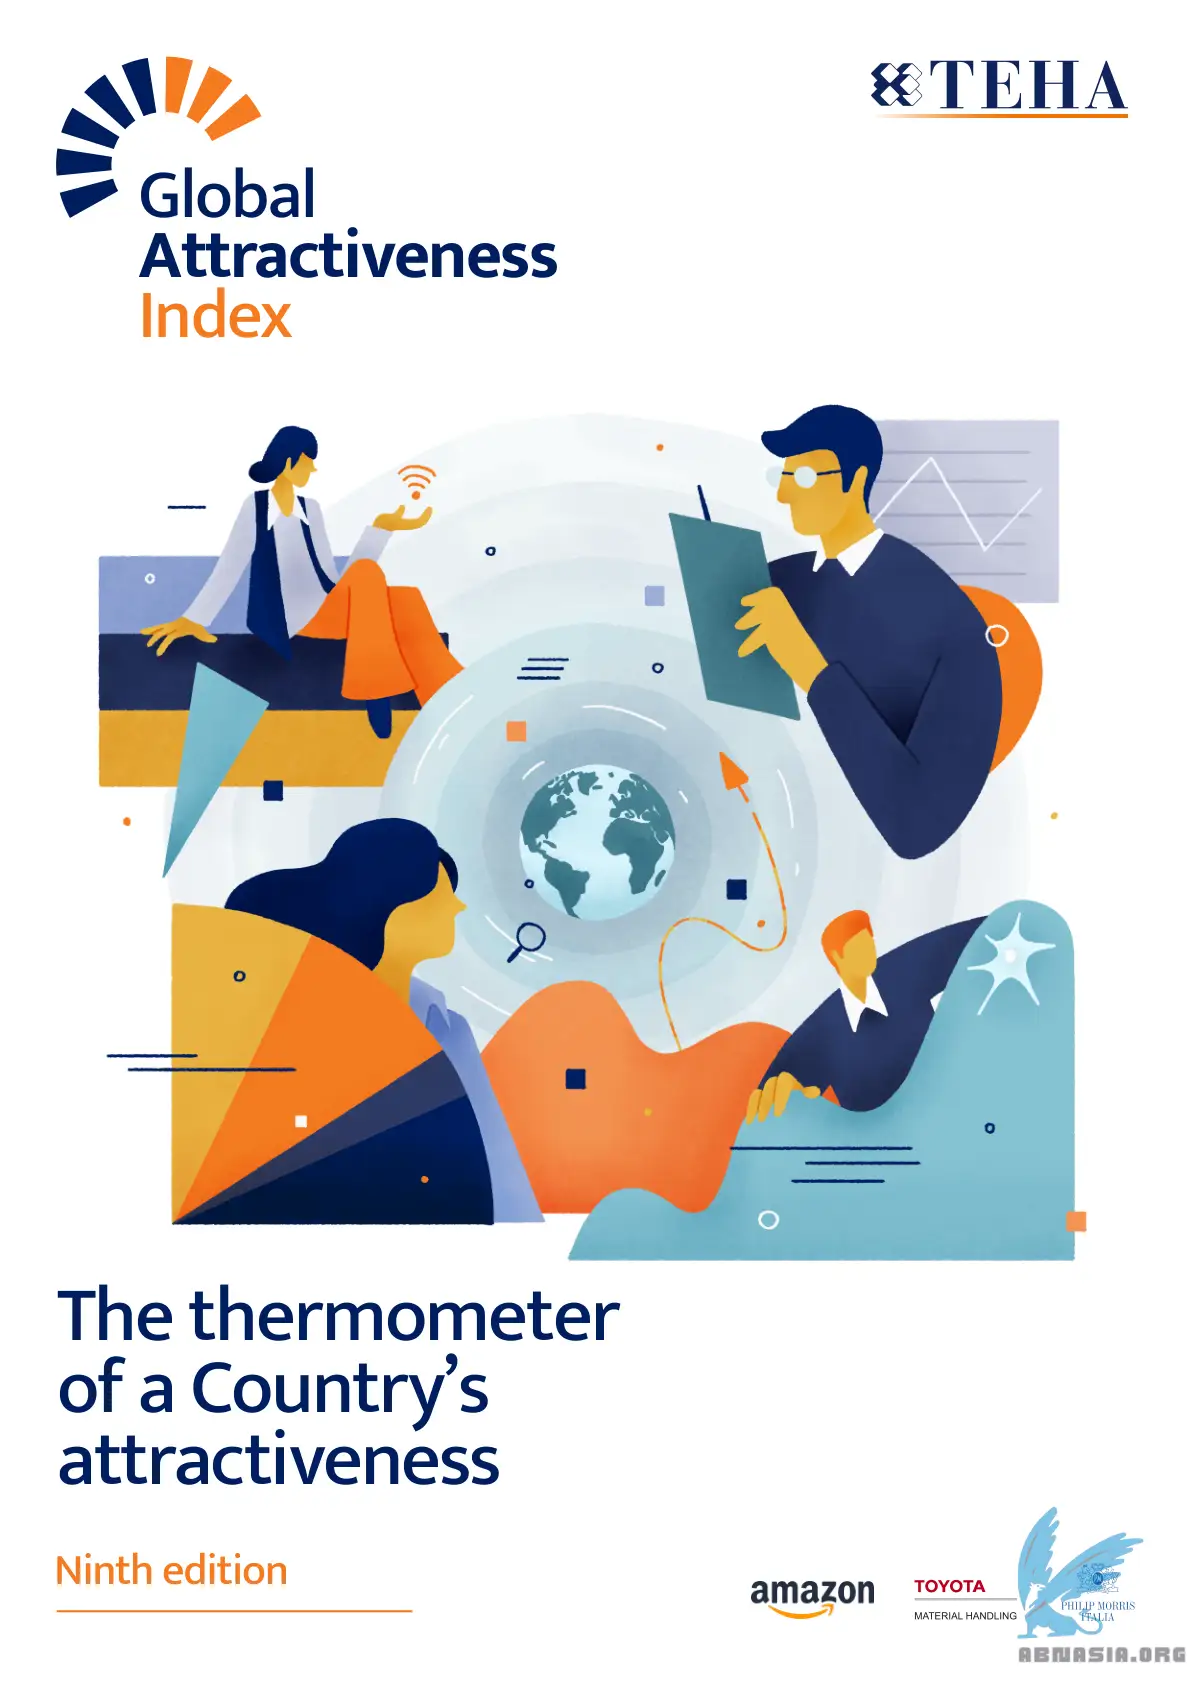 TEHA
Global
Attractiveness
Index
The thermometer
of a Country’s
attractiveness
Ninth edition
amazon
TOYOTA
MATERIAL HANDLING
PHILIP MORRIS
ITALIA
ABNASIA.ORG